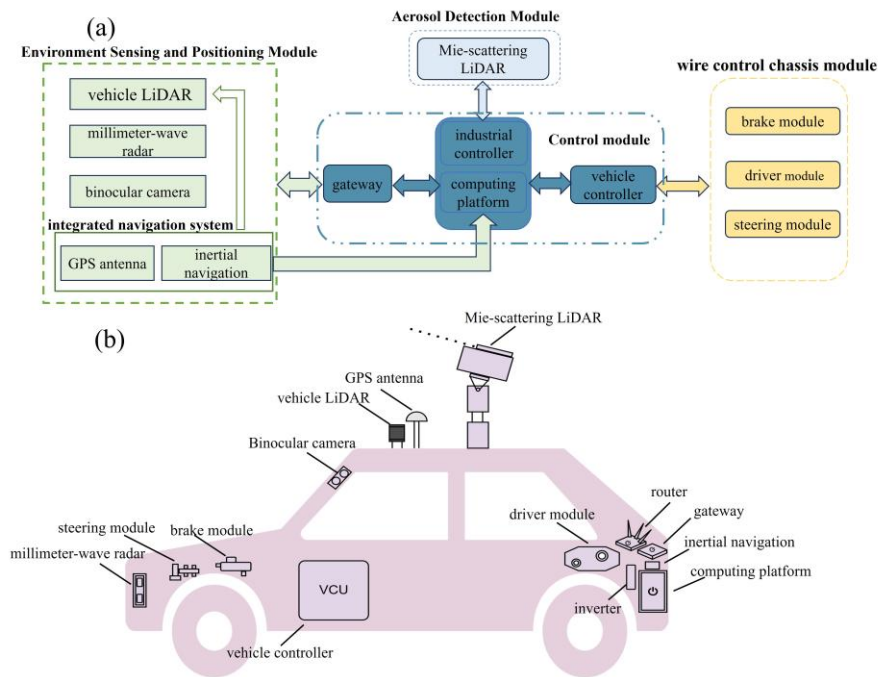 (a)
Aerosol Detection Module
Mie-scattering
LiDAR
Environment Sensing and Positioning Module
vehicle LiDAR
millimeter-wave
radar
binocular camera
integrated navigation system
GPS antenna
inertial
navigation
gateway
industrial
controller
computing
platform
Control module
vehicle
controller
wire control chassis module
brake module
driver module
steering module
(b)
Mie-scattering LiDAR
GPS antenna
vehicle LiDAR
Binocular camera
steering module
brake module
millimeter-wave radar
VCU
vehicle controller
driver module
router
gateway
inertial navigation
computing platform
inverter